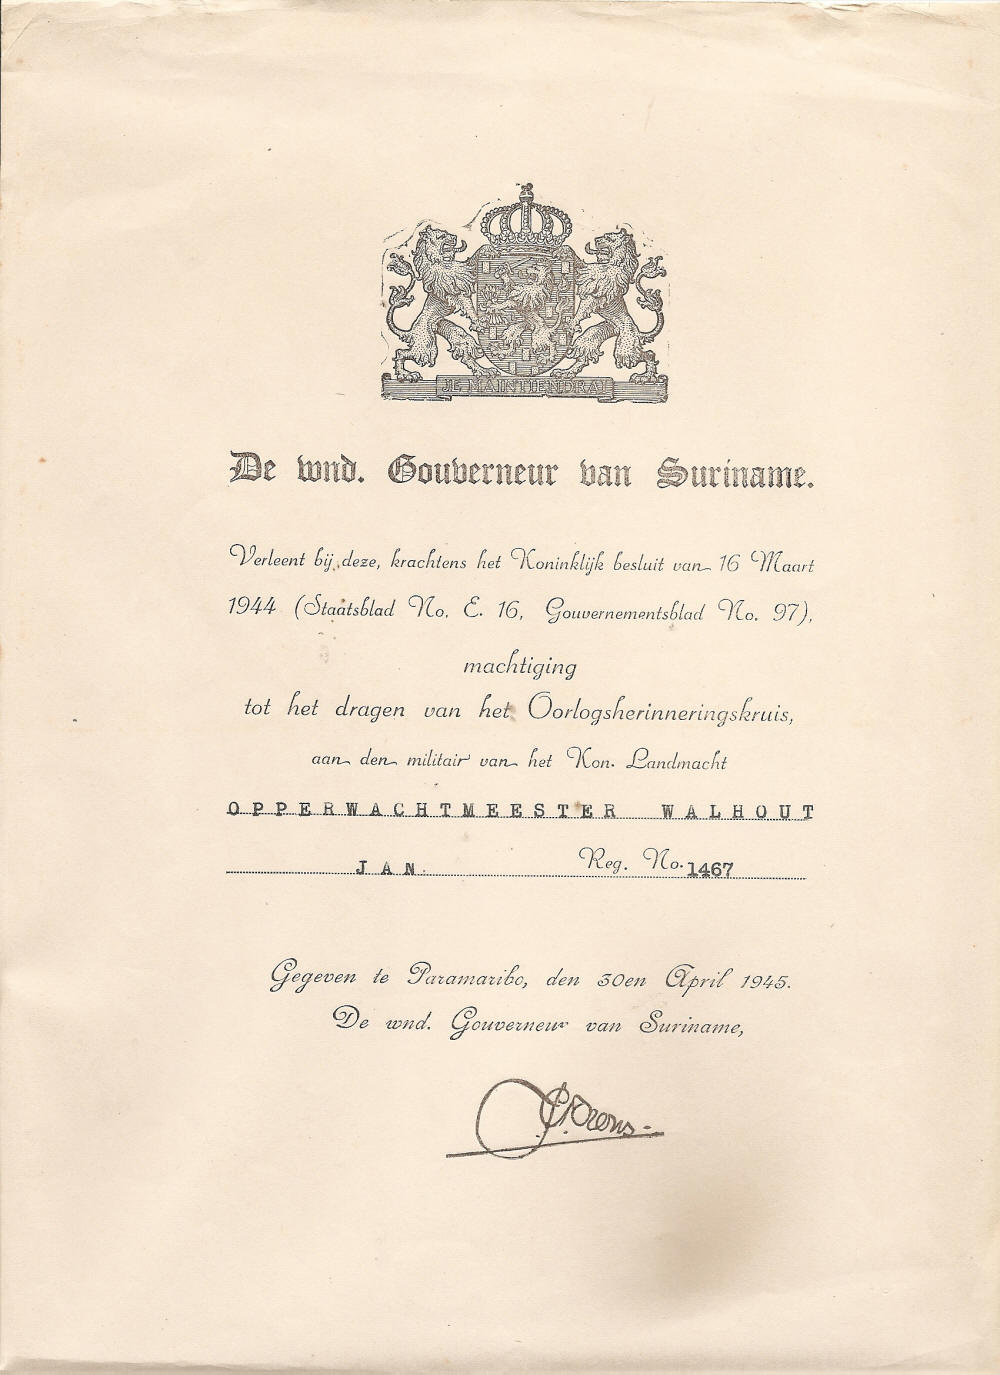 JE MAINTIENDRAI
De wnd. Gouverneur van Suriname.
Verleent bij deze, krachtens het Koninklijk besluit van 16 Maart
1944 (Staatsblad No. E. 16, Gouvernementsblad No. 97),
machtiging
tot het dragen van het Oorlogsherinneringskruis,
aan den militair van het Kon. Landmacht
OPPERWACHTMEESTER WALHOUT
JAN. Reg. No. 1467
Gegeven te Paramaribo, den 30en April 1945.
De wnd. Gouverneur van Suriname,